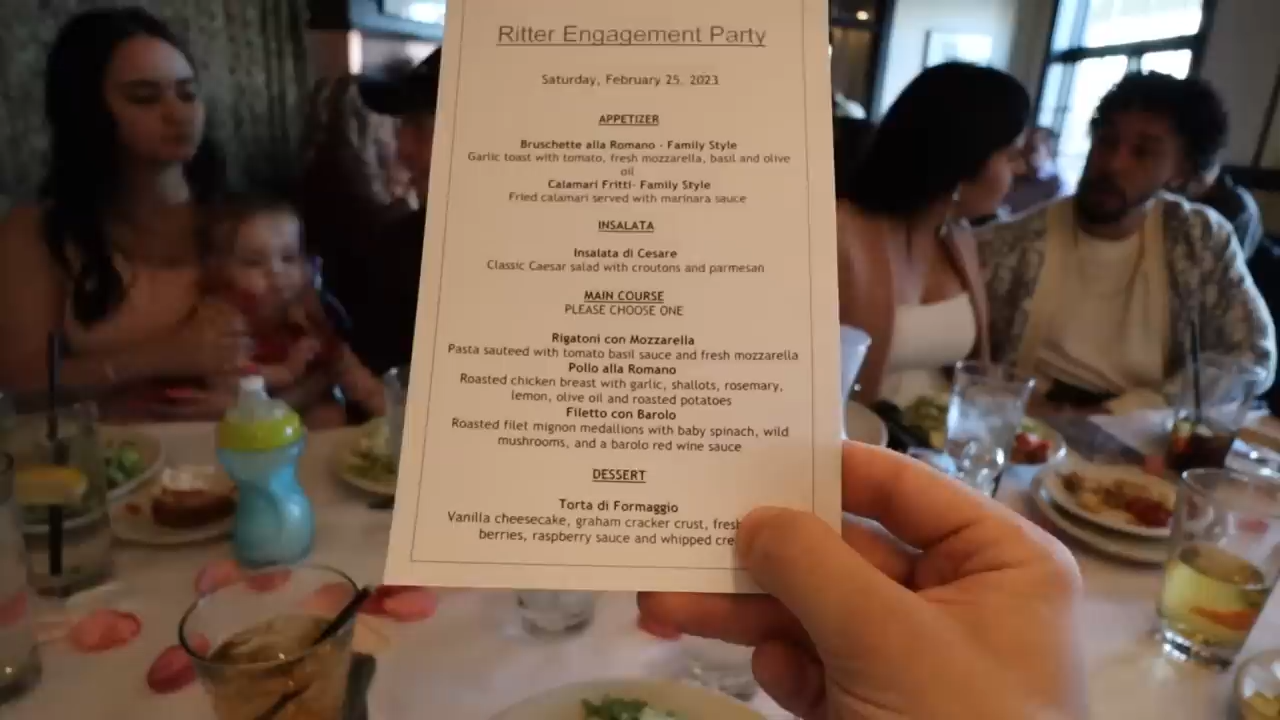 Ritter Engagement Party
Saturday, February 25, 2023
APPETIZER
Bruschette alla Romano - Family Style
Garlic toast with tomato, fresh mozzarella, basil and olive
oil
Calamari Fritti- Family Style
Fried calamari served with marinara sauce
INSALATA
Insalata di Cesare
Classic Caesar salad with croutons and parmesan
MAIN COURSE
PLEASE CHOOSE ONE
Rigatoni con Mozzarella
Pasta sauteed with tomato basil sauce and fresh mozzarella
Pollo alla Romano
Roasted chicken breast with garlic, shallots, rosemary,
lemon, olive oil and roasted potatoes
Filetto con Barolo
Roasted filet mignon medallions with baby spinach, wild
mushrooms, and a barolo red wine sauce
DESSERT
Torta di Formaggio
Vanilla cheesecake, graham cracker crust, fresh
berries, raspberry sauce and whipped cre